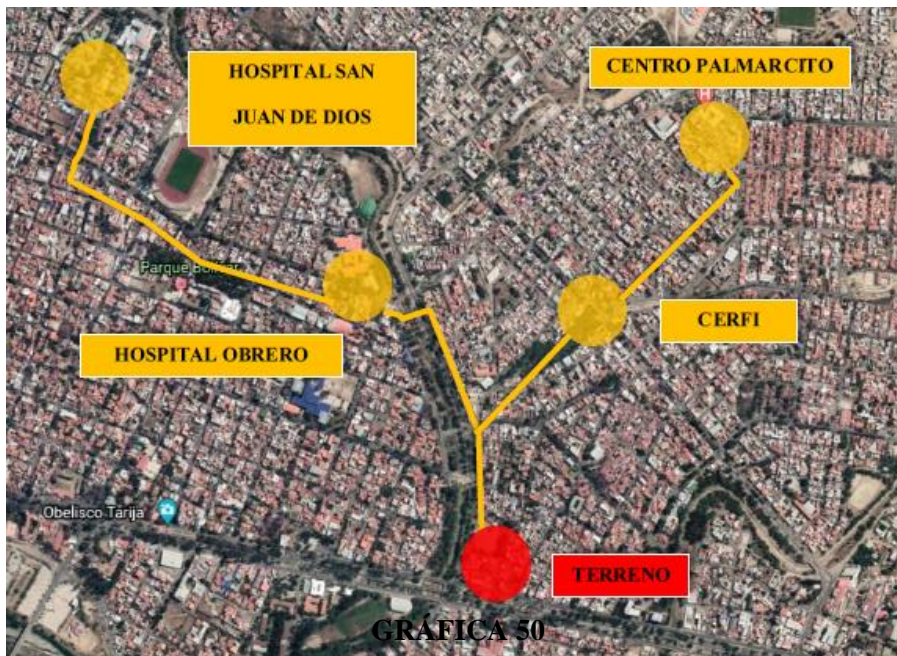 HOSPITAL SAN
JUAN DE DIOS
CENTRO PALMARCITO
Parque Bolívar
HOSPITAL OBRERO
CERFI
Obelisco Tarija
TERRENO
GRÁFICA 50